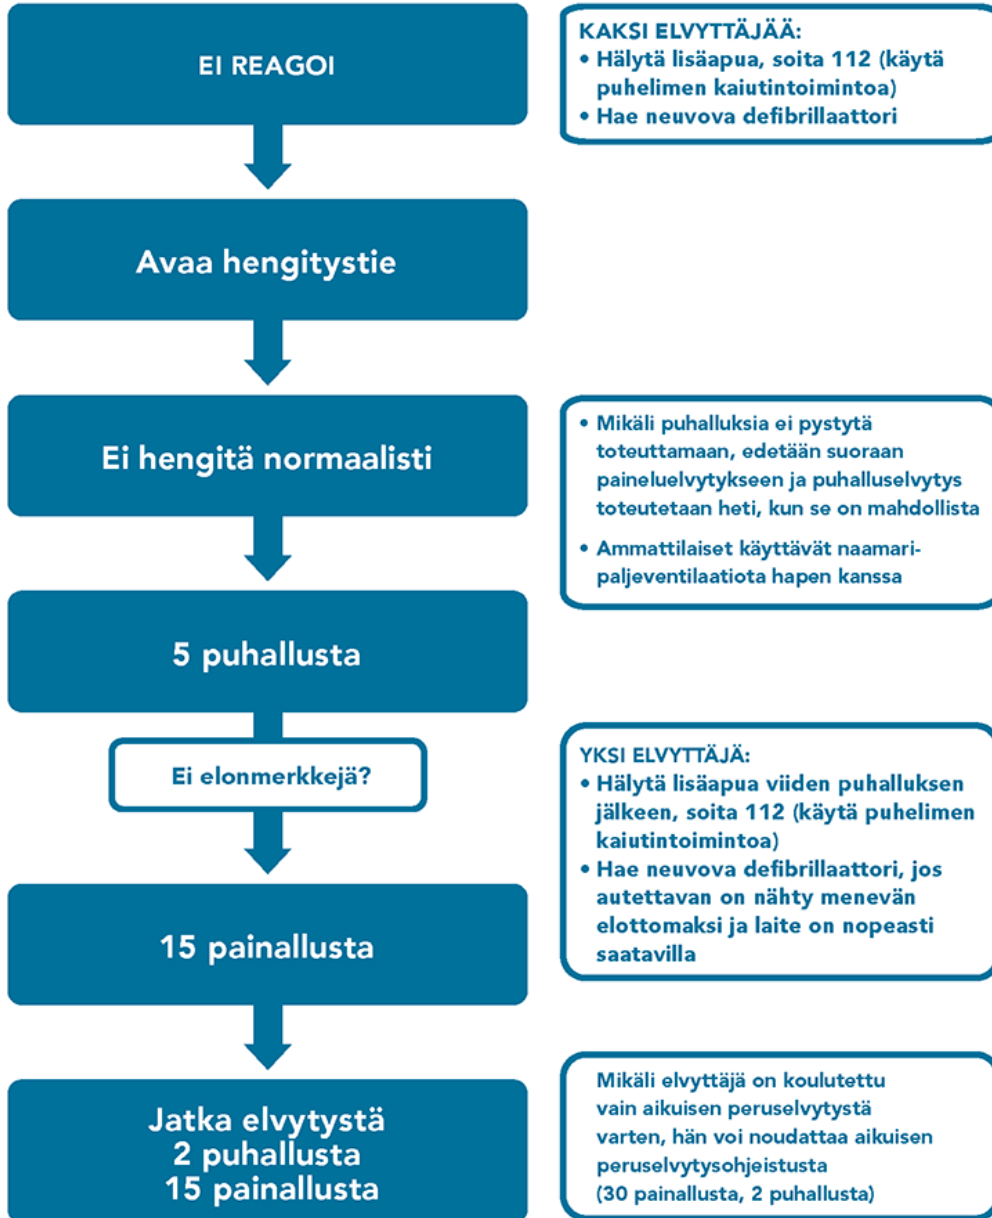 EI REAGOI
KAKSI ELVYTTÄJÄÄ:
• Hälytä lisäapua, soita 112 (käytä
puhelimen kaiutintoimintoa)
• Hae neuvova defibrillaattori
Avaa hengitystie
Ei hengitä normaalisti
• Mikäli puhalluksia ei pystytä
toteuttamaan, edetään suoraan
paineluelvytykseen ja puhalluselvytys
toteutetaan heti, kun se on mahdollista
• Ammattilaiset käyttävät naamari-
paljeventilaatiota hapen kanssa
5 puhallusta
Ei elonmerkkejä?
YKSI ELVYTTÄJÄ:
• Hälytä lisäapua viiden puhalluksen
jälkeen, soita 112 (käytä puhelimen
kaiutintoimintoa)
• Hae neuvova defibrillaattori, jos
autettavan on nähty menevän
elottomaksi ja laite on nopeasti
saatavilla
15 painallusta
Jatka elvytystä
2 puhallusta
15 painallusta
Mikäli elvyttäjä on koulutettu
vain aikuisen peruselvytystä
varten, hän voi noudattaa aikuisen
peruselvytysohjeistusta
(30 painallusta, 2 puhallusta)